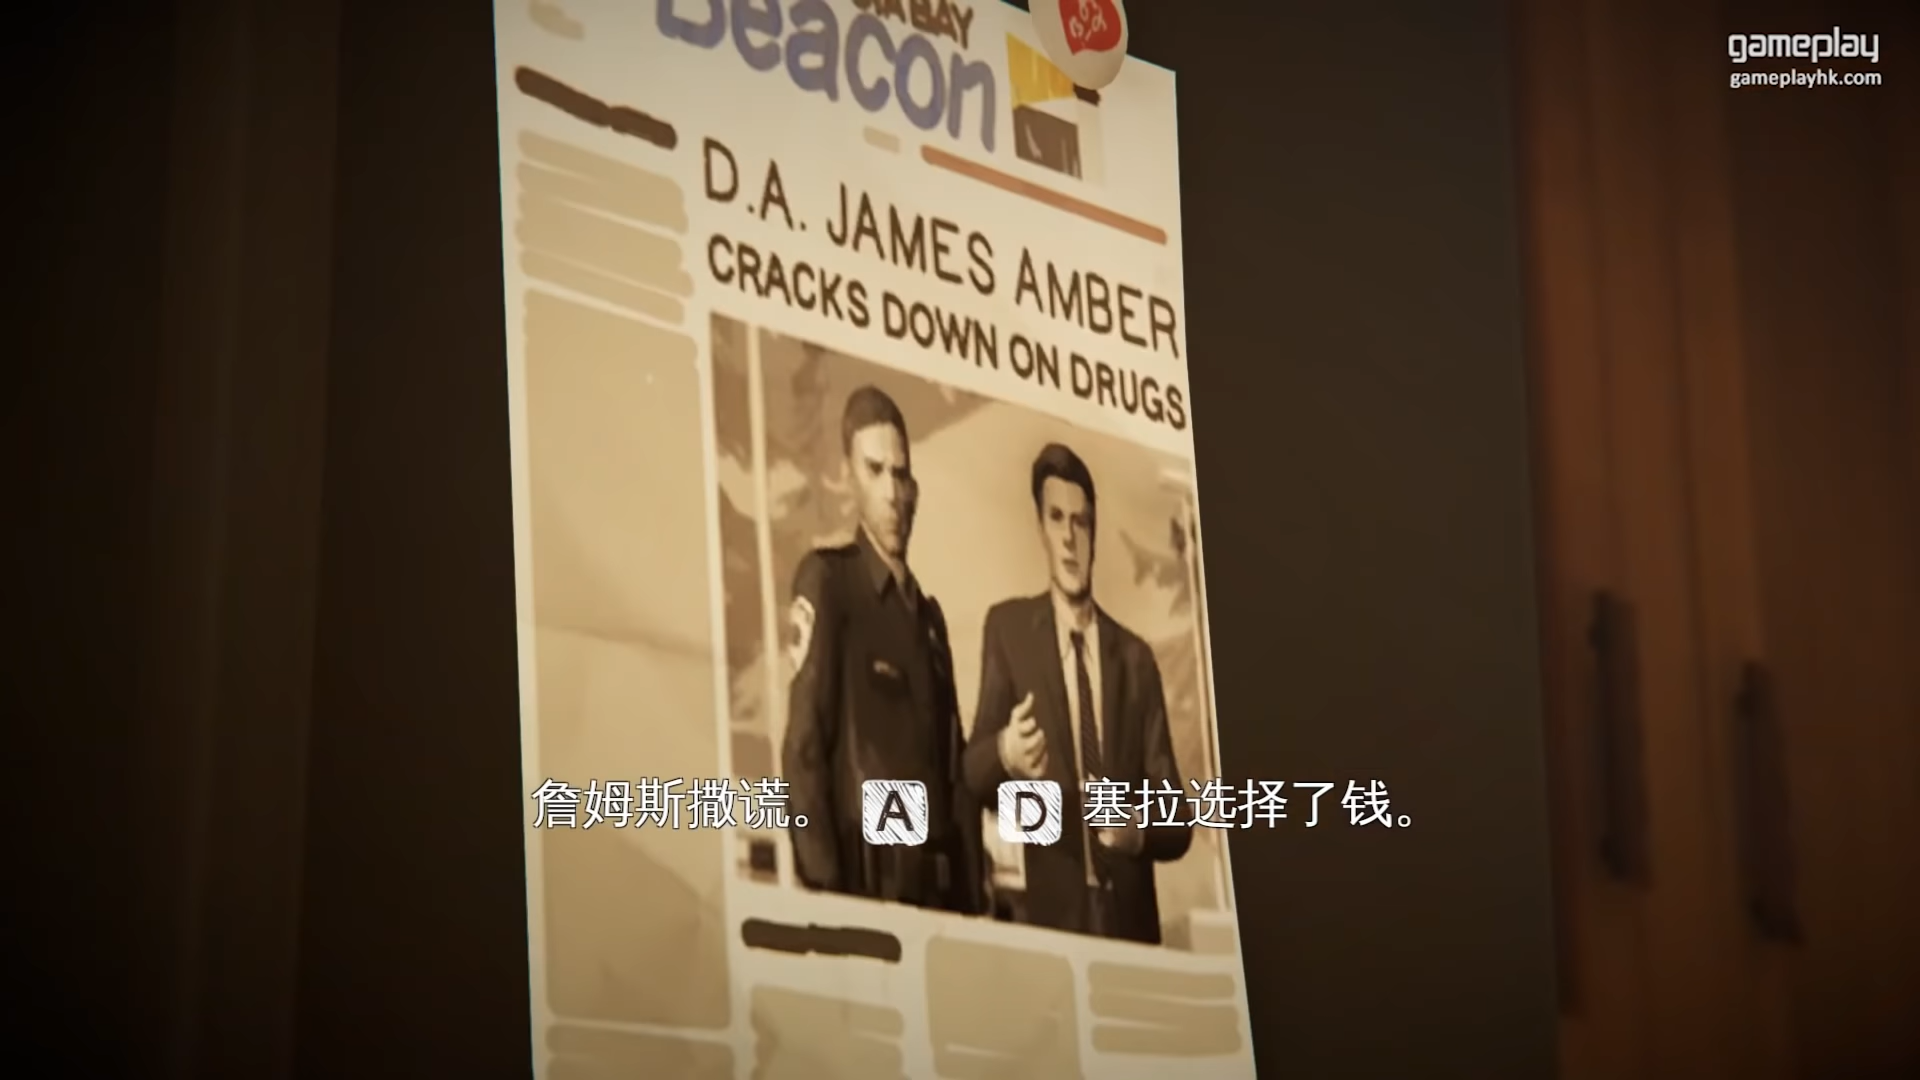 gameplay
gameplayhk.com
BAY
Beacon
D.A. JAMES AMBER
CRACKS DOWN ON DRUGS
詹姆斯撒谎。 A D 塞拉选择了钱。